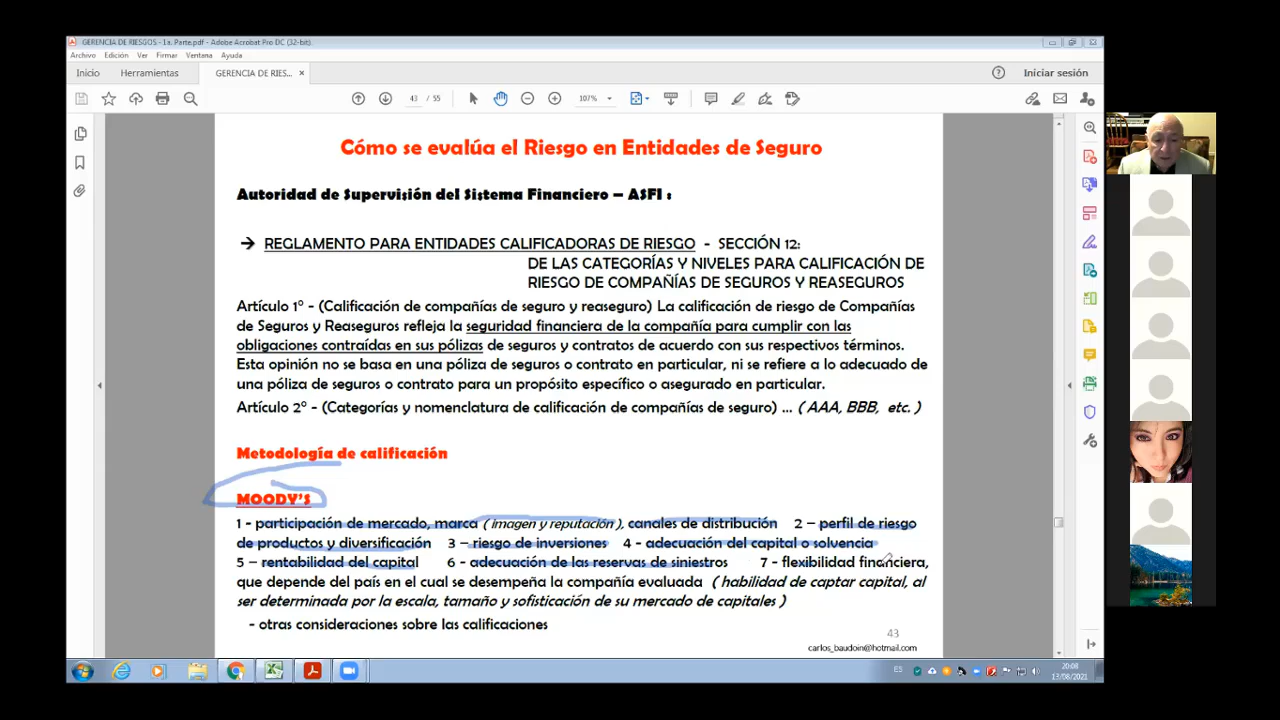 GERENCIA DE RIESGOS - 1a. Parte.pdf - Adobe Acrobat Pro DC (32-bit)
Archivo Edición Ver Firmar Ventana Ayuda
Inicio Herramientas GERENCIA DE RIES... × Iniciar sesión
43 / 55 107%
Cómo se evalúa el Riesgo en Entidades de Seguro
Autoridad de Supervisión del Sistema Financiero – ASFI :
→ REGLAMENTO PARA ENTIDADES CALIFICADORAS DE RIESGO - SECCIÓN 12:
DE LAS CATEGORÍAS Y NIVELES PARA CALIFICACIÓN DE
RIESGO DE COMPAÑÍAS DE SEGUROS Y REASEGUROS
Artículo 1° - (Calificación de compañías de seguro y reaseguro) La calificación de riesgo de Compañías
de Seguros y Reaseguros refleja la seguridad financiera de la compañía para cumplir con las
obligaciones contraídas en sus pólizas de seguros y contratos de acuerdo con sus respectivos términos.
Esta opinión no se basa en una póliza de seguros o contrato en particular, ni se refiere a lo adecuado de
una póliza de seguros o contrato para un propósito específico o asegurado en particular.
Artículo 2° - (Categorías y nomenclatura de calificación de compañías de seguro) ... ( AAA, BBB, etc. )
Metodología de calificación
MOODY'S
1 - participación de mercado, marca ( imagen y reputación ), canales de distribución 2 – perfil de riesgo
de productos y diversificación 3 – riesgo de inversiones 4 - adecuación del capital o solvencia
5 – rentabilidad del capital 6 - adecuación de las reservas de siniestros 7 - flexibilidad financiera,
que depende del país en el cual se desempeña la compañía evaluada ( habilidad de captar capital, al
ser determinada por la escala, tamaño y sofisticación de su mercado de capitales )
- otras consideraciones sobre las calificaciones
43
carlos_baudoin@hotmail.com
ES 20:08
13/08/2021